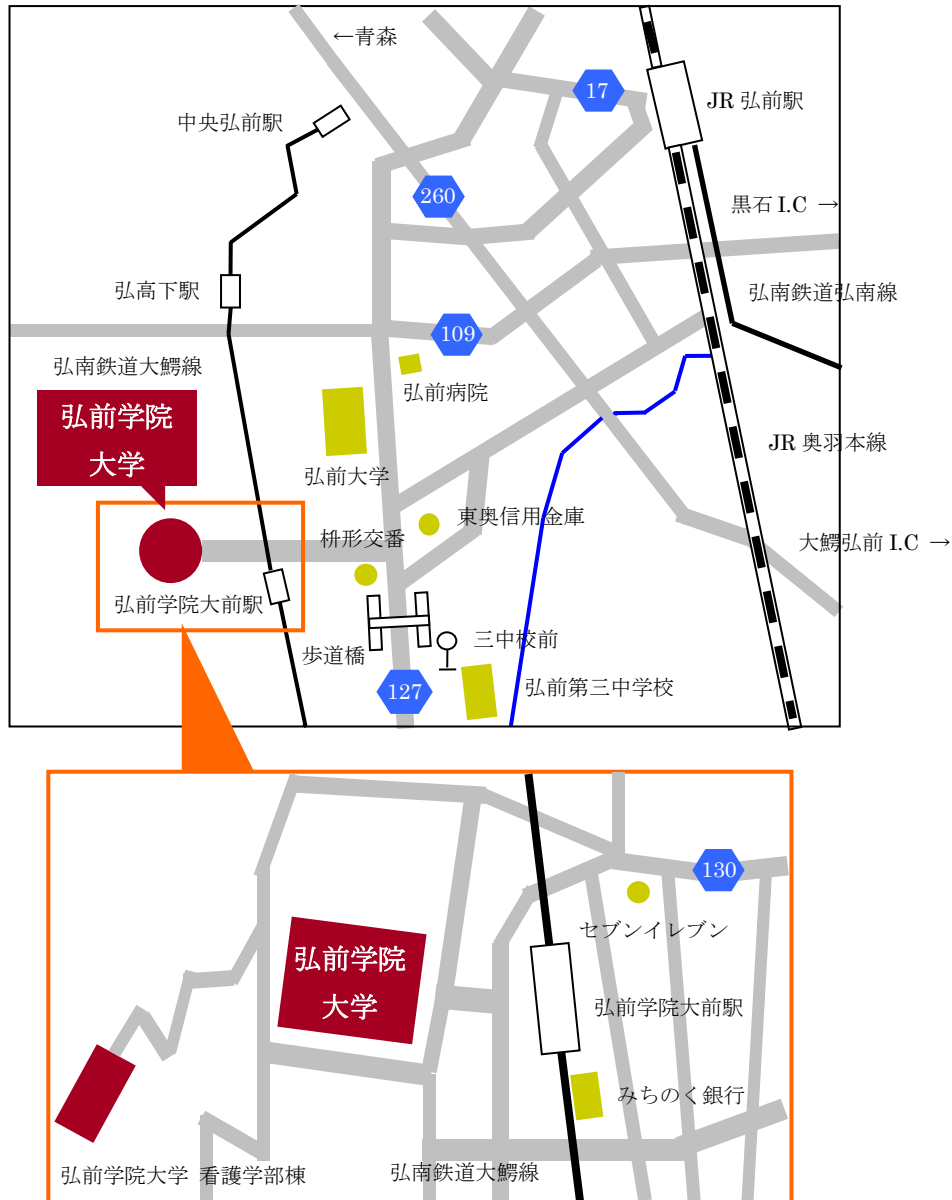 ←青森
17
JR 弘前駅
中央弘前駅
260
黒石 I.C →
弘高下駅
弘南鉄道弘南線
109
弘南鉄道大鰐線
弘前病院
弘前学院
大学
JR 奥羽本線
弘前大学
東奥信用金庫
枡形交番
大鰐弘前 I.C →
弘前学院大前駅
三中校前
歩道橋
弘前第三中学校
127
130
セブンイレブン
弘前学院
大学
弘前学院大前駅
みちのく銀行
弘前学院大学 看護学部棟
弘南鉄道大鰐線